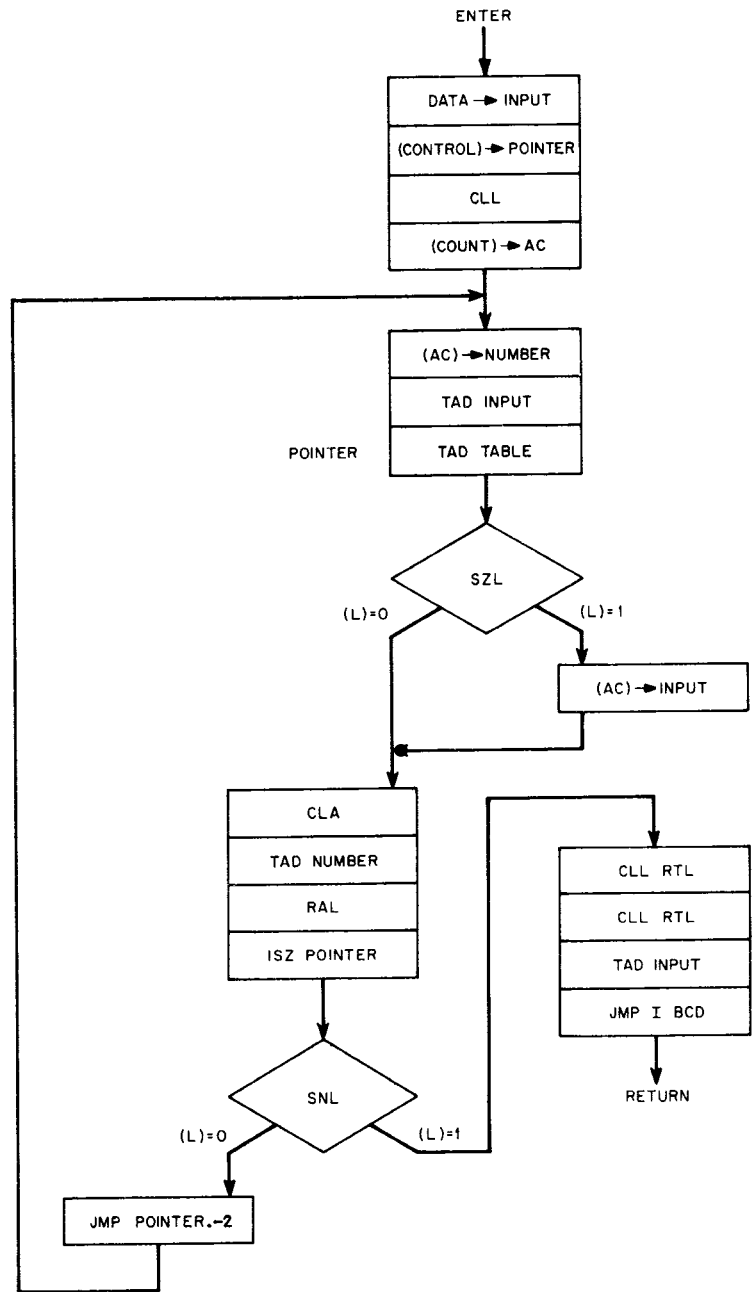 ENTER
DATA → INPUT
(CONTROL) → POINTER
CLL
(COUNT) → AC
(AC) → NUMBER
TAD INPUT
POINTER
TAD TABLE
SZL
(L)=0
(L)=1
(AC) → INPUT
CLA
TAD NUMBER
RAL
ISZ POINTER
CLL RTL
CLL RTL
TAD INPUT
JMP I BCD
RETURN
SNL
(L)=0
(L)=1
JMP POINTER.-2